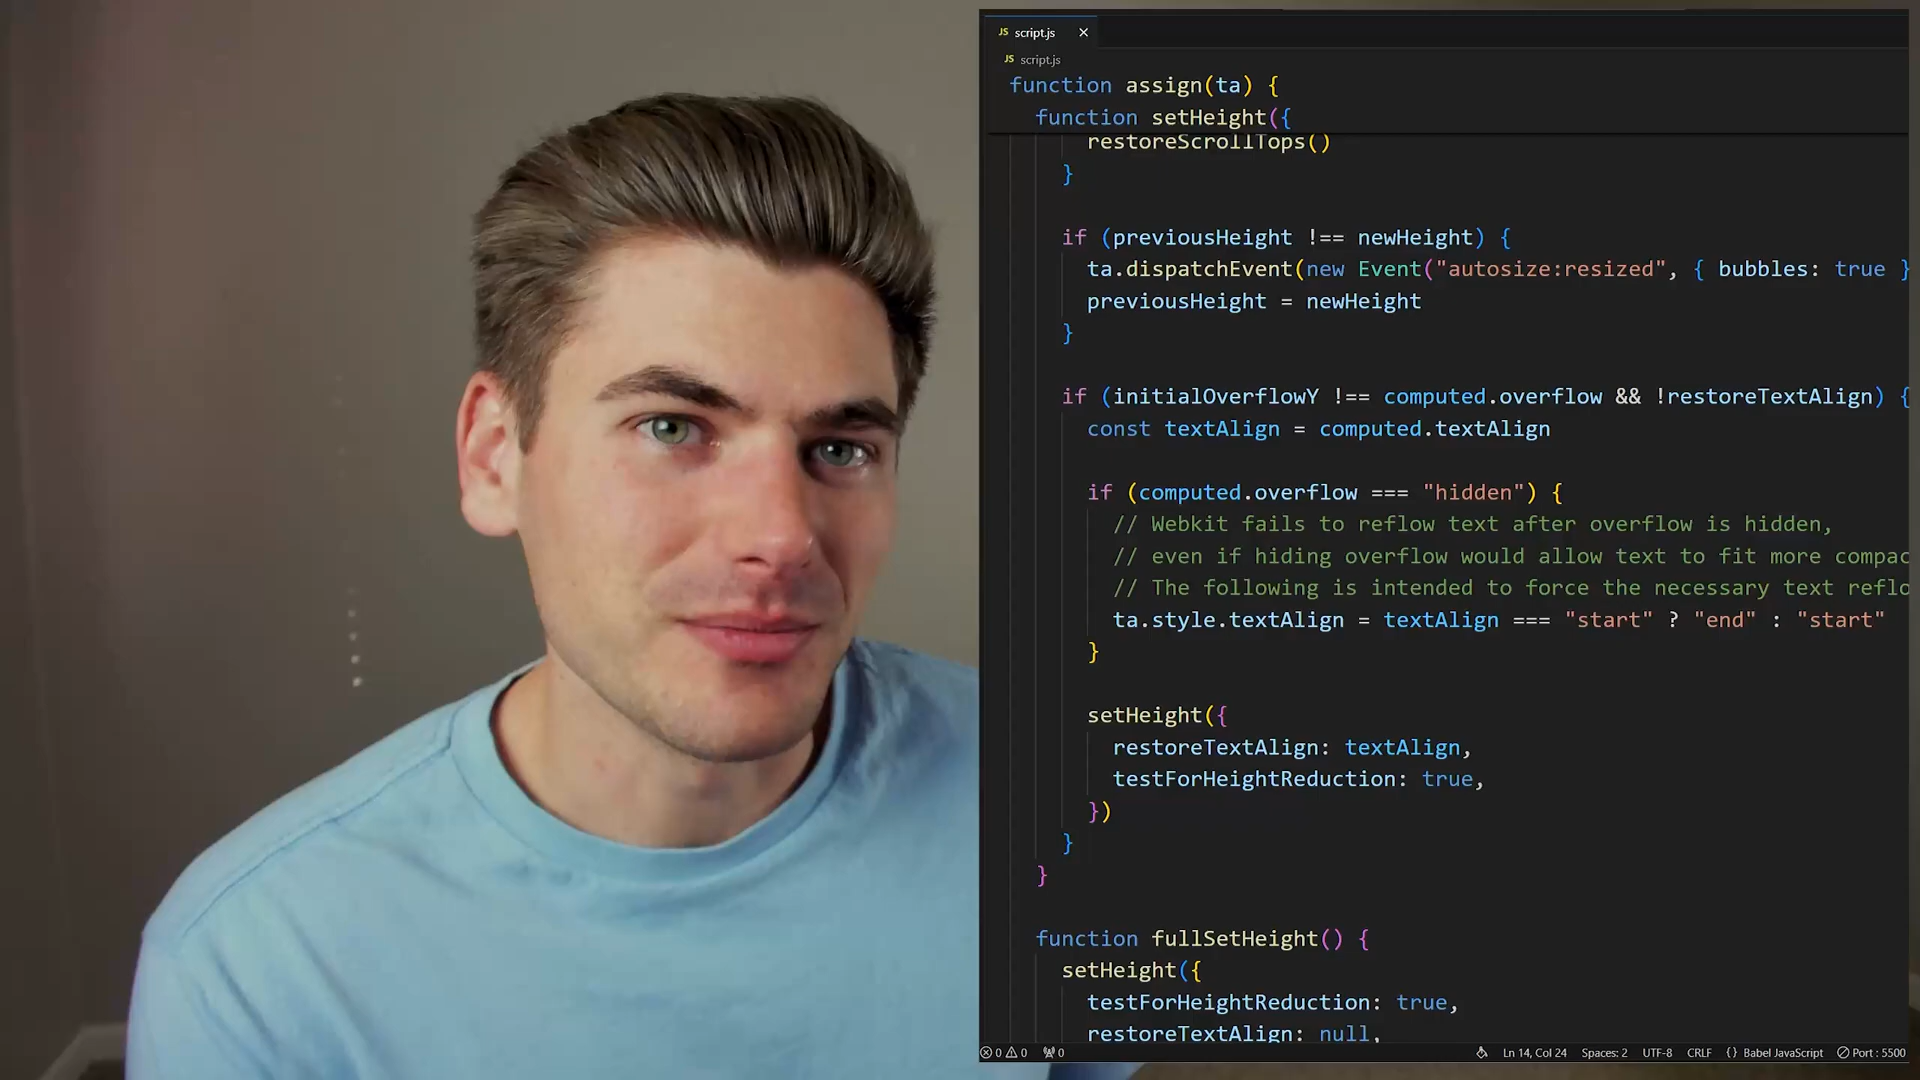 JS script.js ×
JS script.js
function assign(ta) {
function setHeight({
restoreScrollTops()
}
if (previousHeight !== newHeight) {
ta.dispatchEvent(new Event("autosize:resized", { bubbles: true }
previousHeight = newHeight
}
if (initialOverflowY !== computed.overflow && !restoreTextAlign) {
const textAlign = computed.textAlign
if (computed.overflow === "hidden") {
// Webkit fails to reflow text after overflow is hidden,
// even if hiding overflow would allow text to fit more compac
// The following is intended to force the necessary text reflo
ta.style.textAlign = textAlign === "start" ? "end" : "start"
}
setHeight({
restoreTextAlign: textAlign,
testForHeightReduction: true,
})
}
}
function fullSetHeight() {
setHeight({
testForHeightReduction: true,
restoreTextAlign: null,
0 0 0 Ln 14, Col 24 Spaces: 2 UTF-8 CRLF {} Babel JavaScript Port : 5500